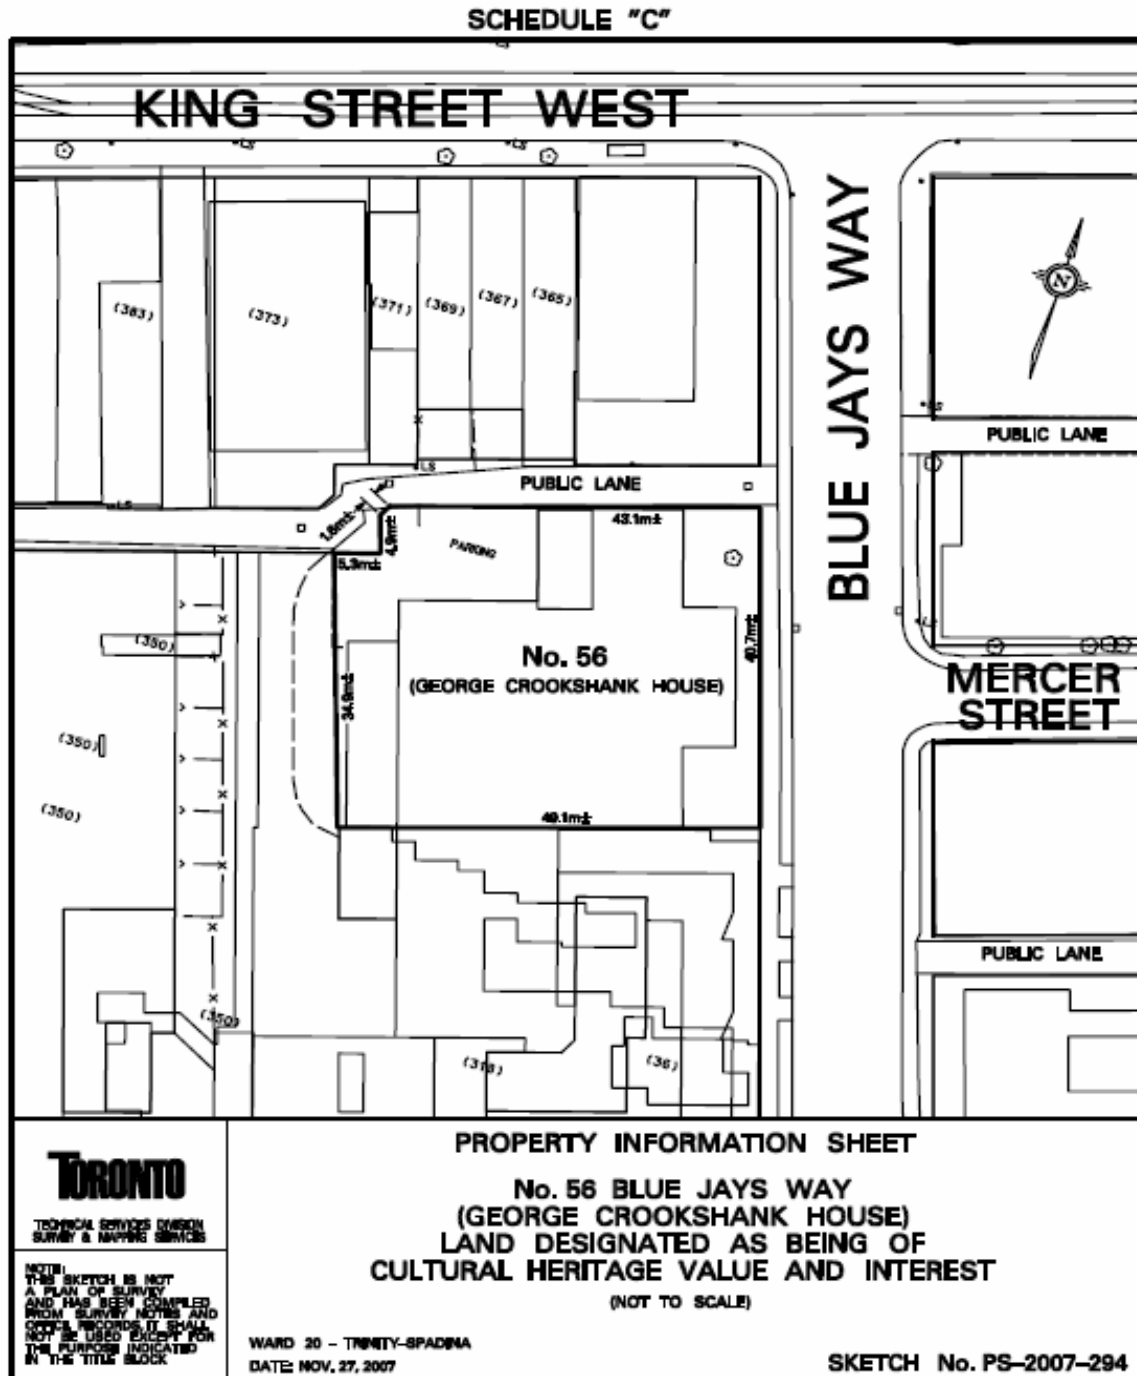 SCHEDULE "C"
KING STREET WEST
LS
LS
BLUE JAYS WAY
N
(383)
(373)
(371)
(369)
(367)
(365)
LS
PUBLIC LANE
LS
PUBLIC LANE
LS
1.8m±
4.9m±
43.1m±
5.3m±
PARKING
(350)
No. 56
(GEORGE CROOKSHANK HOUSE)
40.7m±
34.9m±
MERCER
STREET
(350)
(350)
49.1m±
PUBLIC LANE
(350)
(318)
(36)
TORONTO
TECHNICAL SERVICES DIVISION
SURVEY & MAPPING SERVICES
NOTE:
THIS SKETCH IS NOT
A PLAN OF SURVEY
AND HAS BEEN COMPILED
FROM SURVEY NOTES AND
OFFICE RECORDS. IT SHALL
NOT BE USED EXCEPT FOR
THE PURPOSE INDICATED
IN THE TITLE BLOCK
PROPERTY INFORMATION SHEET
No. 56 BLUE JAYS WAY
(GEORGE CROOKSHANK HOUSE)
LAND DESIGNATED AS BEING OF
CULTURAL HERITAGE VALUE AND INTEREST
(NOT TO SCALE)
WARD 20 - TRINITY-SPADINA
DATE: NOV. 27, 2007
SKETCH No. PS-2007-294